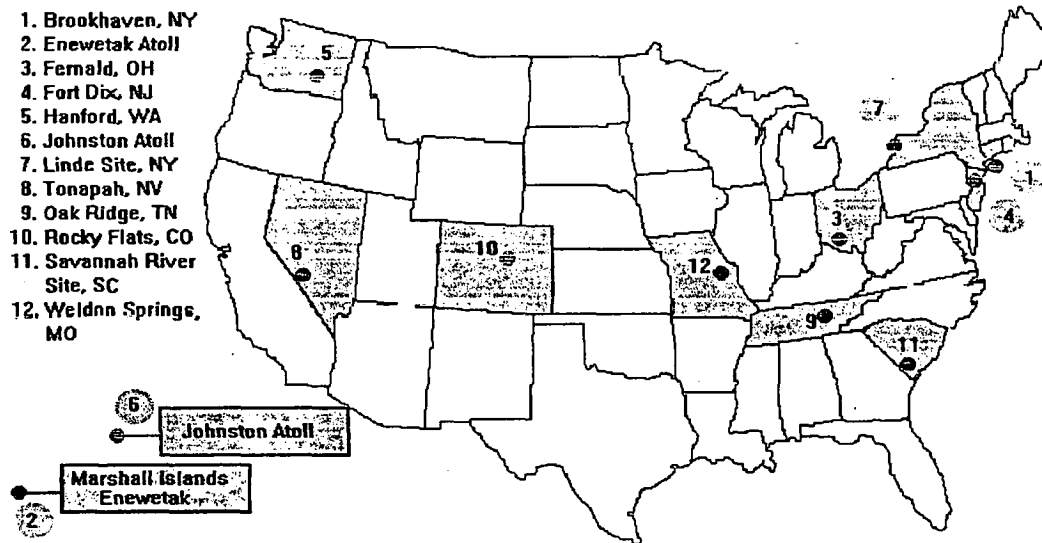 1. Brookhaven, NY
2. Enewetak Atoll
3. Fernald, OH
4. Fort Dix, NJ
5. Hanford, WA
6. Johnston Atoll
7. Linde Site, NY
8. Tonapah, NV
9. Oak Ridge, TN
10. Rocky Flats, CO
11. Savannah River
Site, SC
12. Weldnn Springs,
MO
5
7
1
3
4
10
8
12
9
11
6
Johnston Atoll
Marshall Islands
Enewetak
2